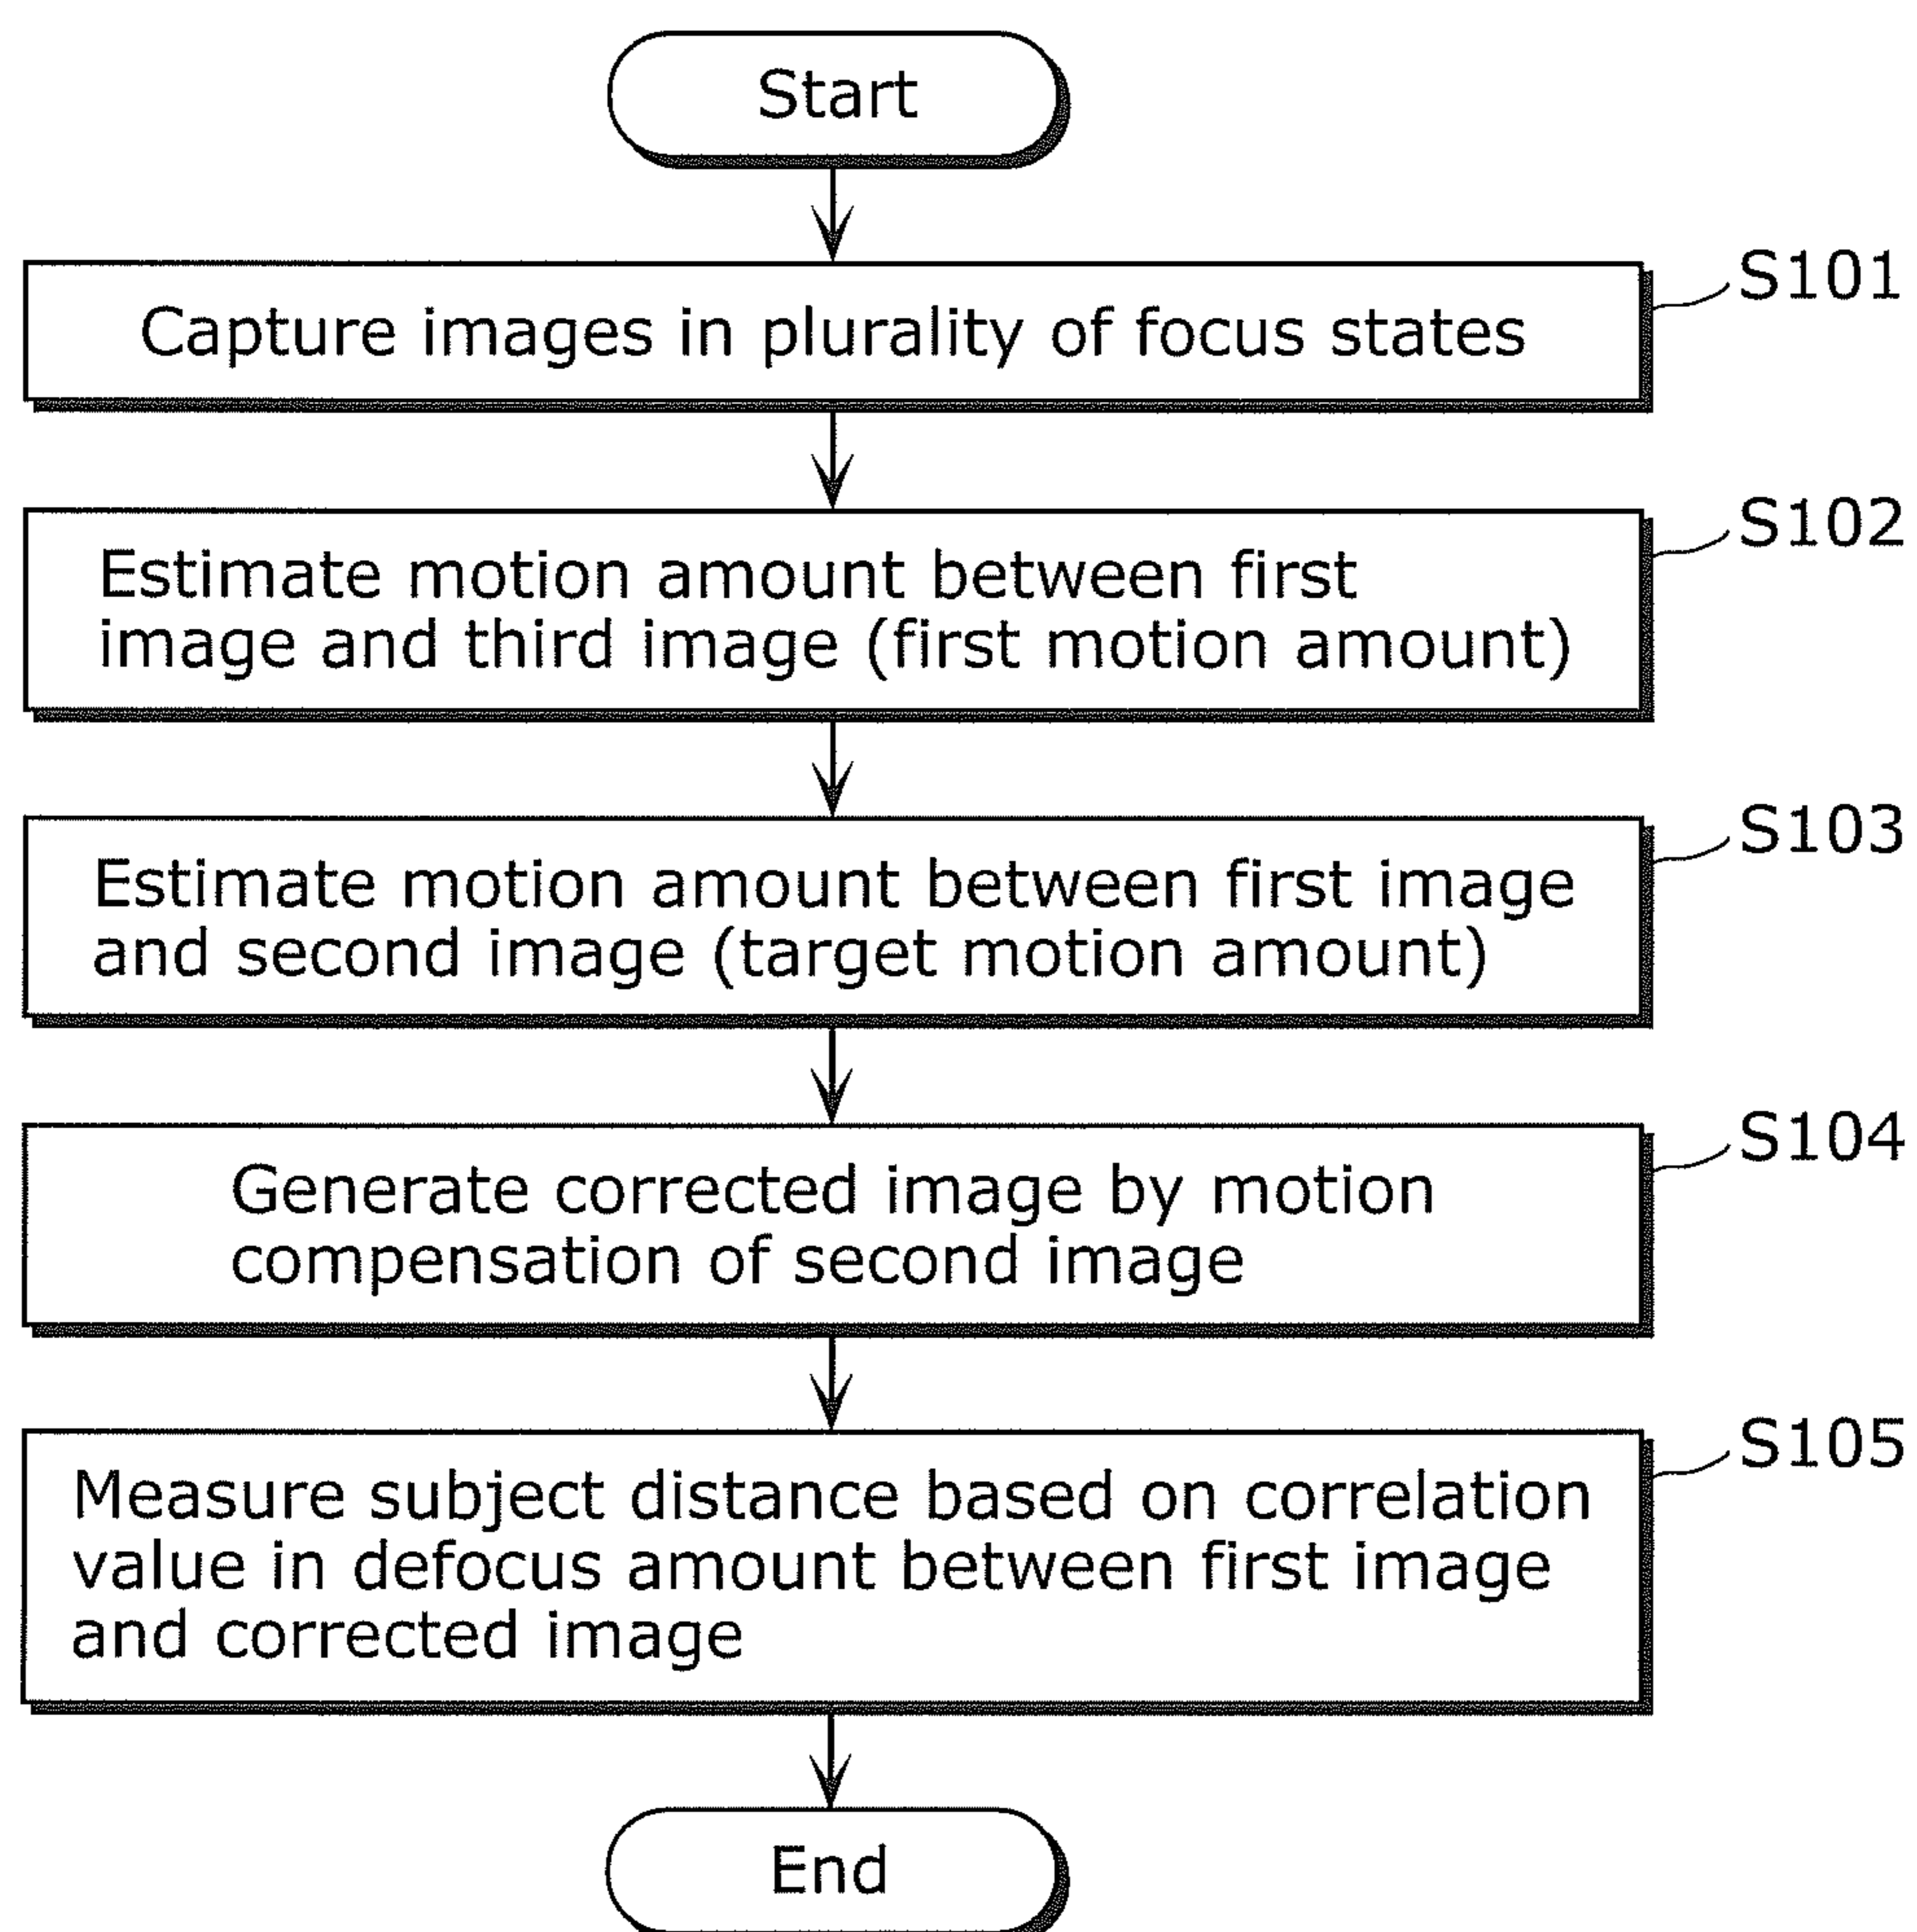 Start
S101
Capture images in plurality of focus states
S102
Estimate motion amount between first
image and third image (first motion amount)
S103
Estimate motion amount between first image
and second image (target motion amount)
S104
Generate corrected image by motion
compensation of second image
S105
Measure subject distance based on correlation
value in defocus amount between first image
and corrected image
End